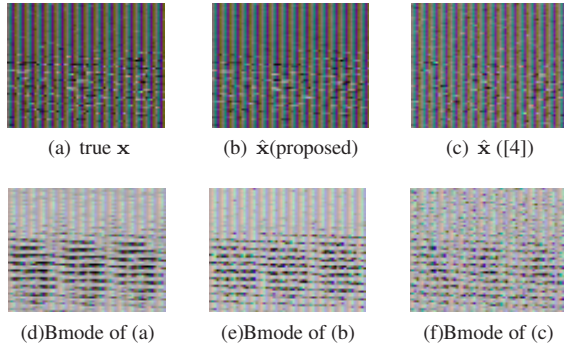 (a) true x
(b) x̂(proposed)
(c) x̂ ([4])
(d)Bmode of (a)
(e)Bmode of (b)
(f)Bmode of (c)